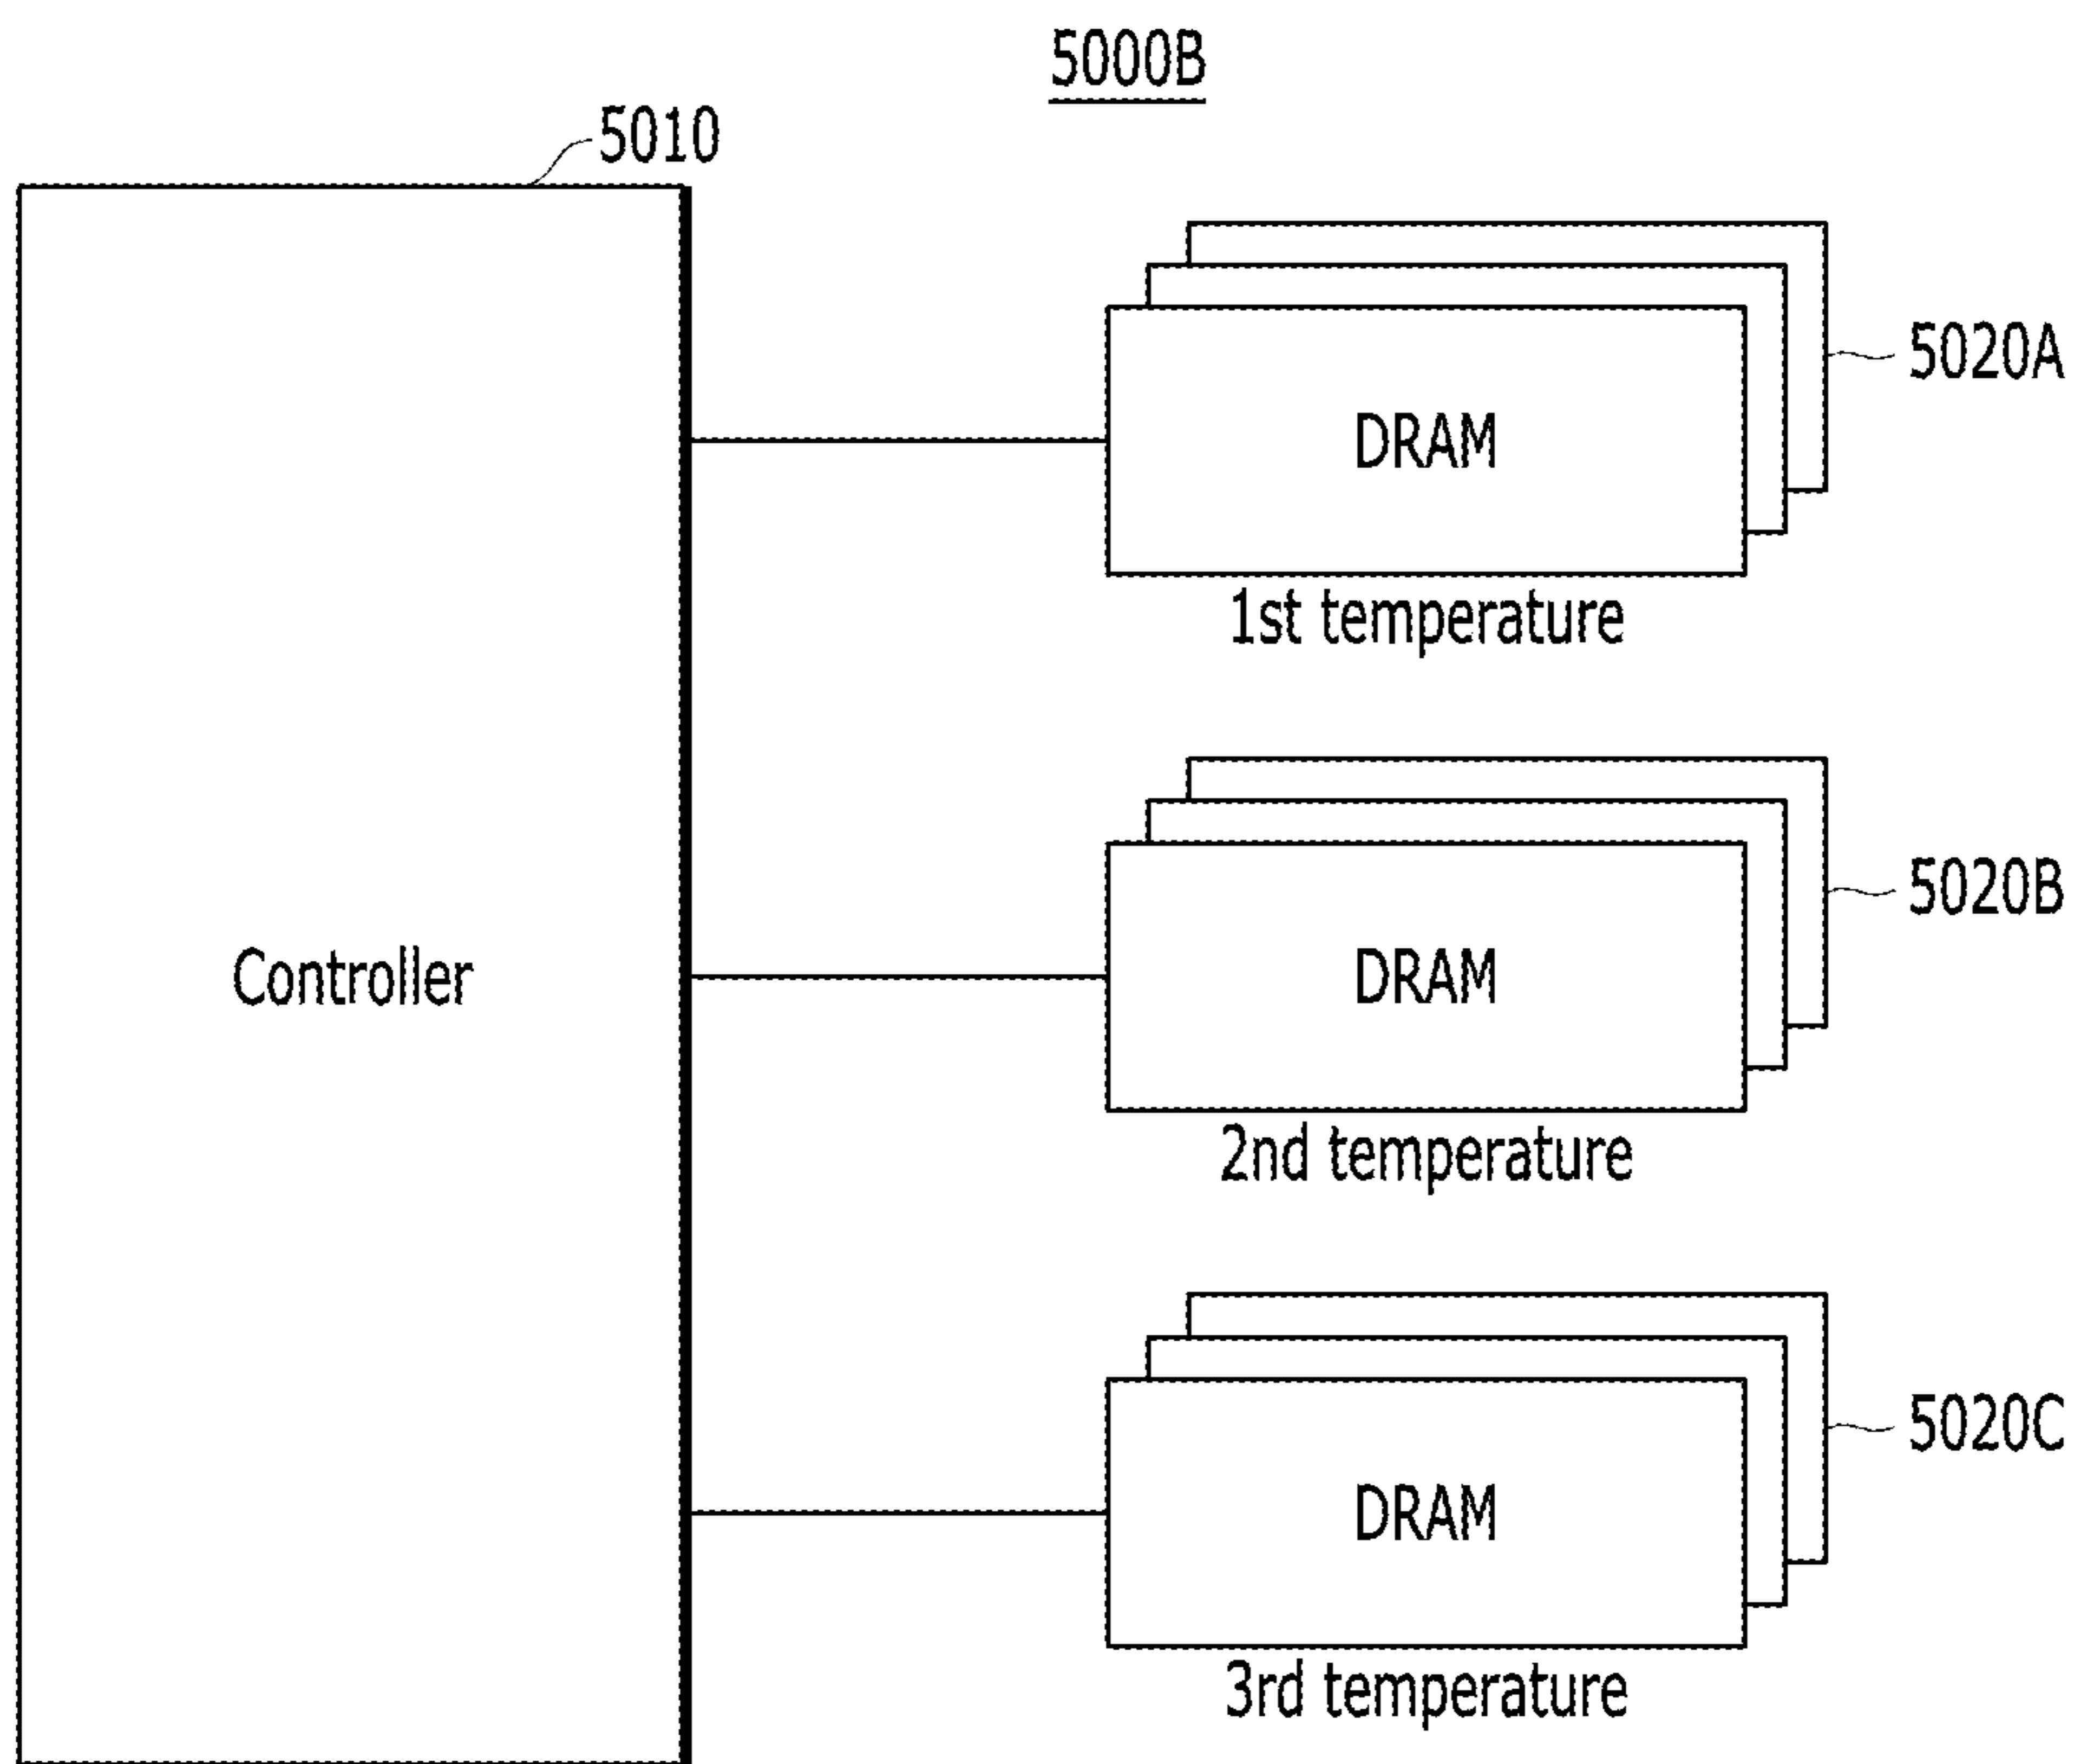 5000B
5010
5020A
DRAM
1st temperature
5020B
Controller
DRAM
2nd temperature
5020C
DRAM
3rd temperature